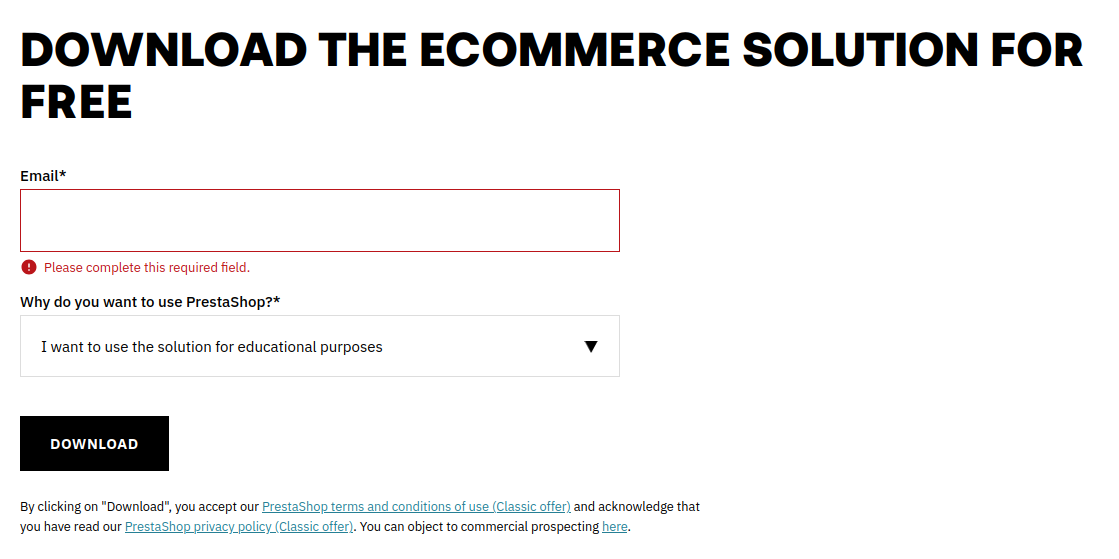 DOWNLOAD THE ECOMMERCE SOLUTION FOR
FREE
Email*
Please complete this required field.
Why do you want to use PrestaShop?*
I want to use the solution for educational purposes
DOWNLOAD
By clicking on "Download", you accept our PrestaShop terms and conditions of use (Classic offer) and acknowledge that
you have read our PrestaShop privacy policy (Classic offer). You can object to commercial prospecting here.